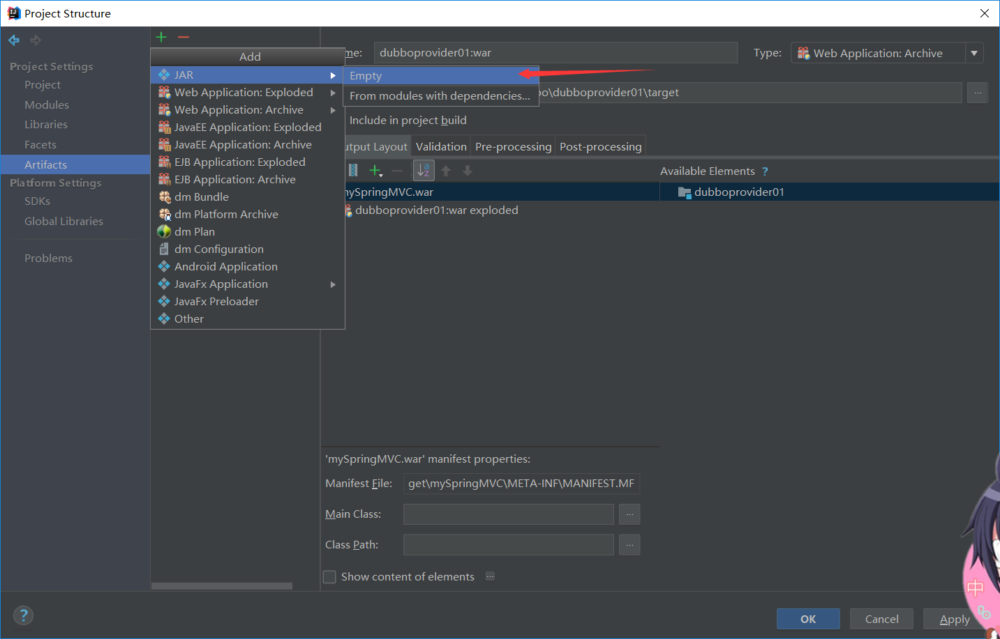 Project Structure
Project Settings
Project
Modules
Libraries
Facets
Artifacts
Platform Settings
SDKs
Global Libraries
Problems
Add
JAR
Web Application: Exploded
Web Application: Archive
JavaEE Application: Exploded
JavaEE Application: Archive
EJB Application: Exploded
EJB Application: Archive
dm Bundle
dm Platform Archive
dm Plan
dm Configuration
Android Application
JavaFx Application
JavaFx Preloader
Other
Empty
From modules with dependencies...
me: dubboprovider01:war
Type: Web Application: Archive
bo\dubboprovider01\target
Include in project build
utput Layout Validation Pre-processing Post-processing
Available Elements ?
mySpringMVC.war
dubboprovider01
dubboprovider01:war exploded
'mySpringMVC.war' manifest properties:
Manifest File: get\mySpringMVC\META-INF\MANIFEST.MF
Main Class:
Class Path:
Show content of elements
中
?
OK Cancel Apply